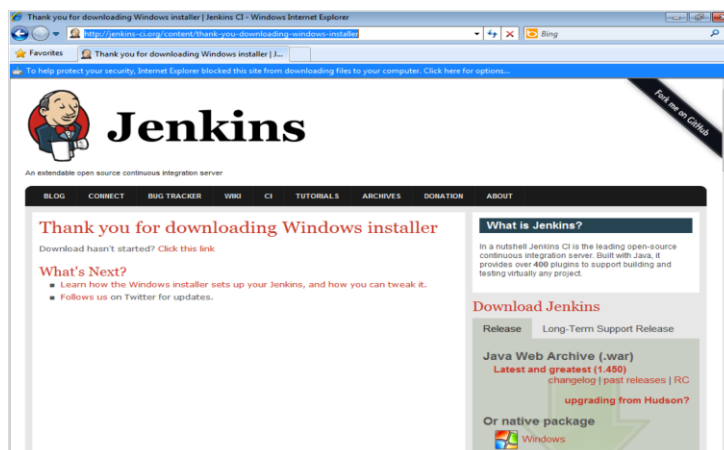 Thank you for downloading Windows installer | Jenkins CI - Windows Internet Explorer
http://jenkins-ci.org/content/thank-you-downloading-windows-installer
Bing
Favorites
Thank you for downloading Windows installer | J...
To help protect your security, Internet Explorer blocked this site from downloading files to your computer. Click here for options...
Fork me on GitHub
Jenkins
An extendable open source continuous integration server
BLOG CONNECT BUG TRACKER WIKI CI TUTORIALS ARCHIVES DONATION ABOUT
Thank you for downloading Windows installer
Download hasn't started? Click this link
What's Next?
Learn how the Windows installer sets up your Jenkins, and how you can tweak it.
Follows us on Twitter for updates.
What is Jenkins?
In a nutshell Jenkins CI is the leading open-source
continuous integration server. Built with Java, it
provides over 400 plugins to support building and
testing virtually any project.
Download Jenkins
Release Long-Term Support Release
Java Web Archive (.war)
Latest and greatest (1.450)
changelog | past releases | RC
upgrading from Hudson?
Or native package
Windows